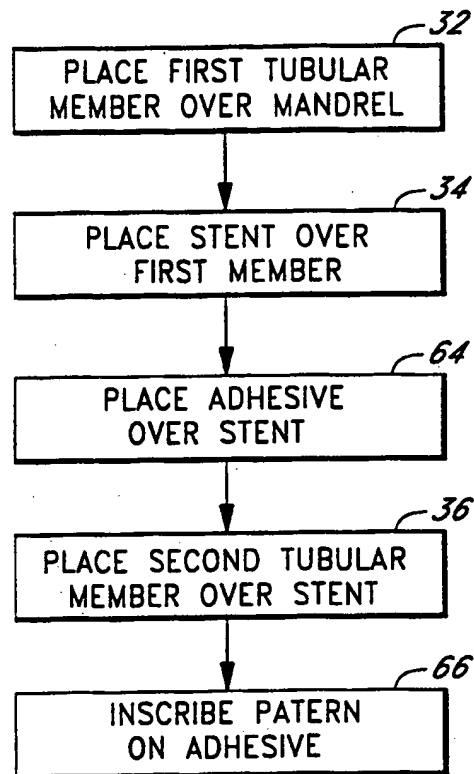 32
PLACE FIRST TUBULAR
MEMBER OVER MANDREL
34
PLACE STENT OVER
FIRST MEMBER
64
PLACE ADHESIVE
OVER STENT
36
PLACE SECOND TUBULAR
MEMBER OVER STENT
66
INSCRIBE PATERN
ON ADHESIVE